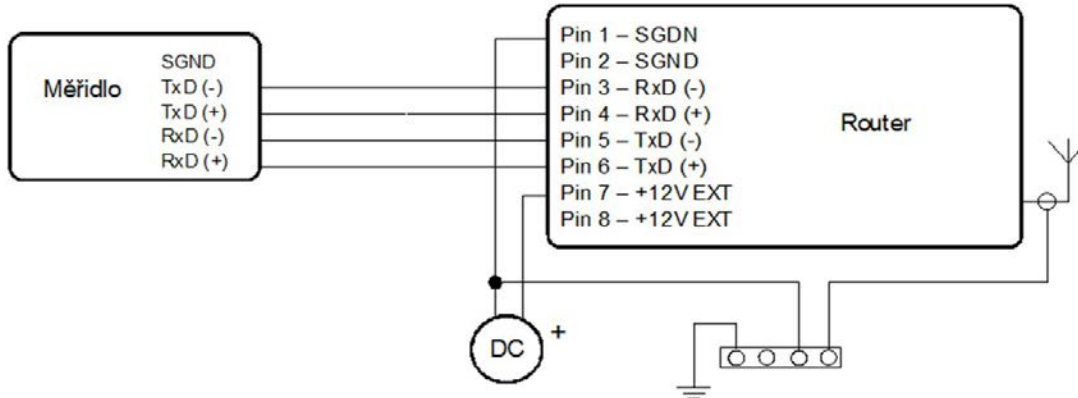 Měřidlo
SGND
TxD (-)
TxD (+)
RxD (-)
RxD (+)
Pin 1 – SGDN
Pin 2 – SGND
Pin 3 – RxD (-)
Pin 4 – RxD (+)
Pin 5 – TxD (-)
Pin 6 – TxD (+)
Pin 7 – +12V EXT
Pin 8 – +12V EXT
Router
DC
+